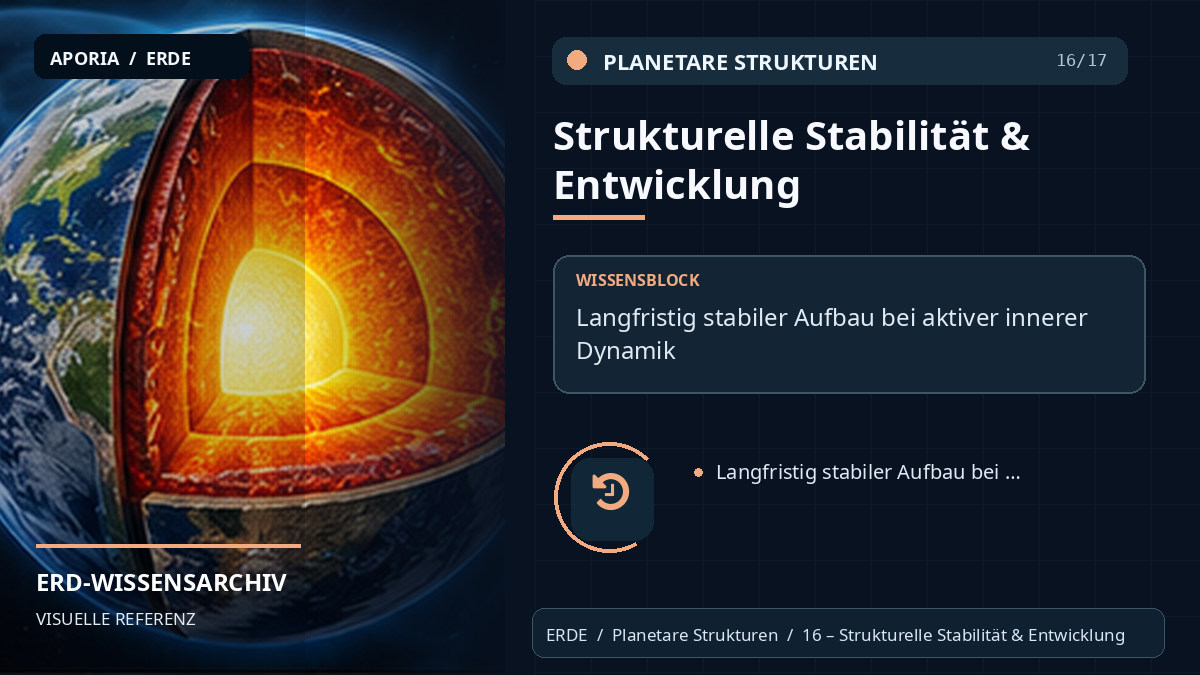 APORIA / ERDE
ERD-WISSENSARCHIV
VISUELLE REFERENZ
PLANETARE STRUKTUREN
16/17
Strukturelle Stabilität &
Entwicklung
WISSENSBLOCK
Langfristig stabiler Aufbau bei aktiver innerer
Dynamik
Langfristig stabiler Aufbau bei ...
ERDE / Planetare Strukturen / 16 – Strukturelle Stabilität & Entwicklung